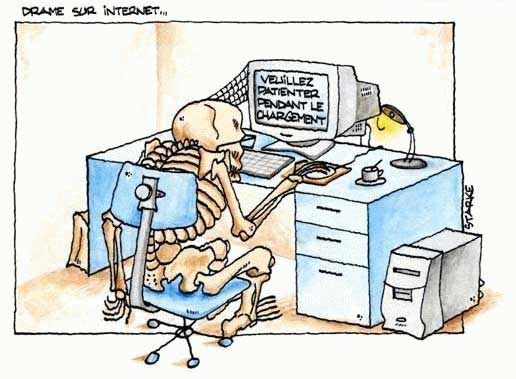 DRAME SUR INTERNET...
VEUILLEZ
PATIENTER
PENDANT LE
CHARGEMENT
STARKE